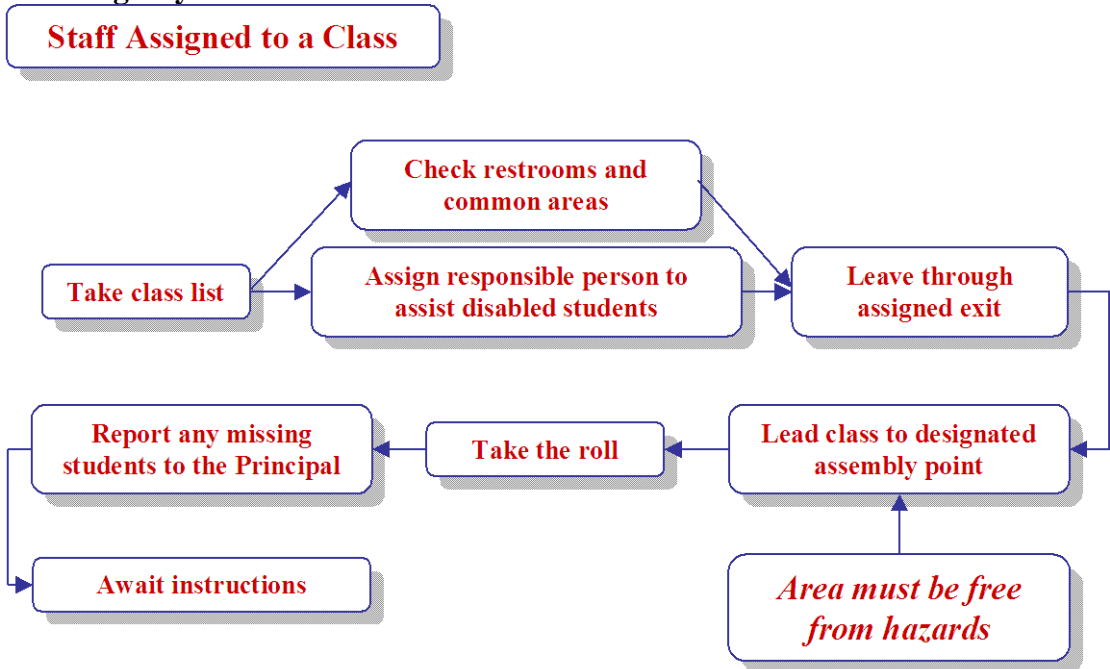 Staff Assigned to a Class
Check restrooms and
common areas
Take class list
Assign responsible person to
assist disabled students
Leave through
assigned exit
Lead class to designated
assembly point
Take the roll
Report any missing
students to the Principal
Await instructions
Area must be free
from hazards